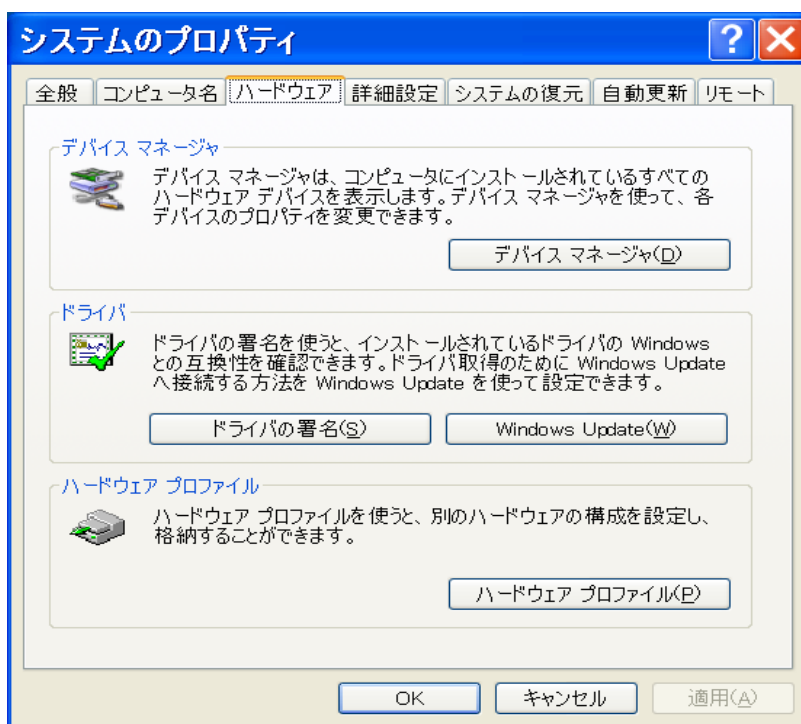 システムのプロパティ
全般 コンピュータ名 ハードウェア 詳細設定 システムの復元 自動更新 リモート
デバイス マネージャ
デバイス マネージャは、コンピュータにインストールされているすべての
ハードウェア デバイスを表示します。デバイス マネージャを使って、各
デバイスのプロパティを変更できます。
デバイス マネージャ(D)
ドライバ
ドライバの署名を使うと、インストールされているドライバの Windows
との互換性を確認できます。ドライバ取得のために Windows Update
へ接続する方法を Windows Update を使って設定できます。
ドライバの署名(S) Windows Update(W)
ハードウェア プロファイル
ハードウェア プロファイルを使うと、別のハードウェアの構成を設定し、
格納することができます。
ハードウェア プロファイル(P)
OK キャンセル 適用(A)